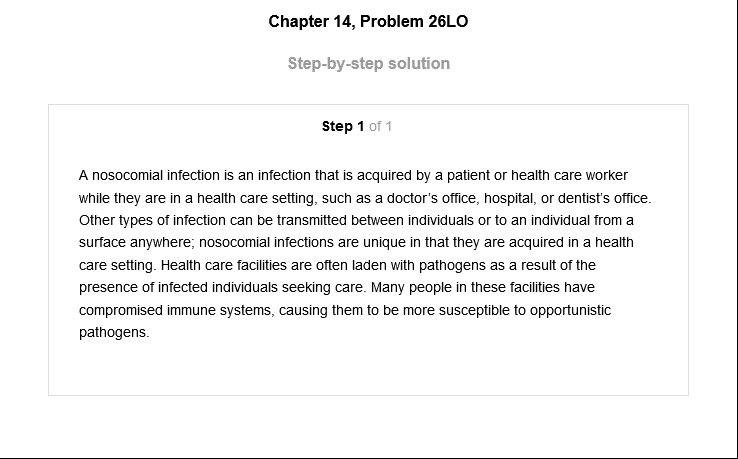 Chapter 14, Problem 26LO
Step-by-step solution
Step 1 of 1
A nosocomial infection is an infection that is acquired by a patient or health care worker
while they are in a health care setting, such as a doctor's office, hospital, or dentist's office.
Other types of infection can be transmitted between individuals or to an individual from a
surface anywhere; nosocomial infections are unique in that they are acquired in a health
care setting. Health care facilities are often laden with pathogens as a result of the
presence of infected individuals seeking care. Many people in these facilities have
compromised immune systems, causing them to be more susceptible to opportunistic
pathogens.